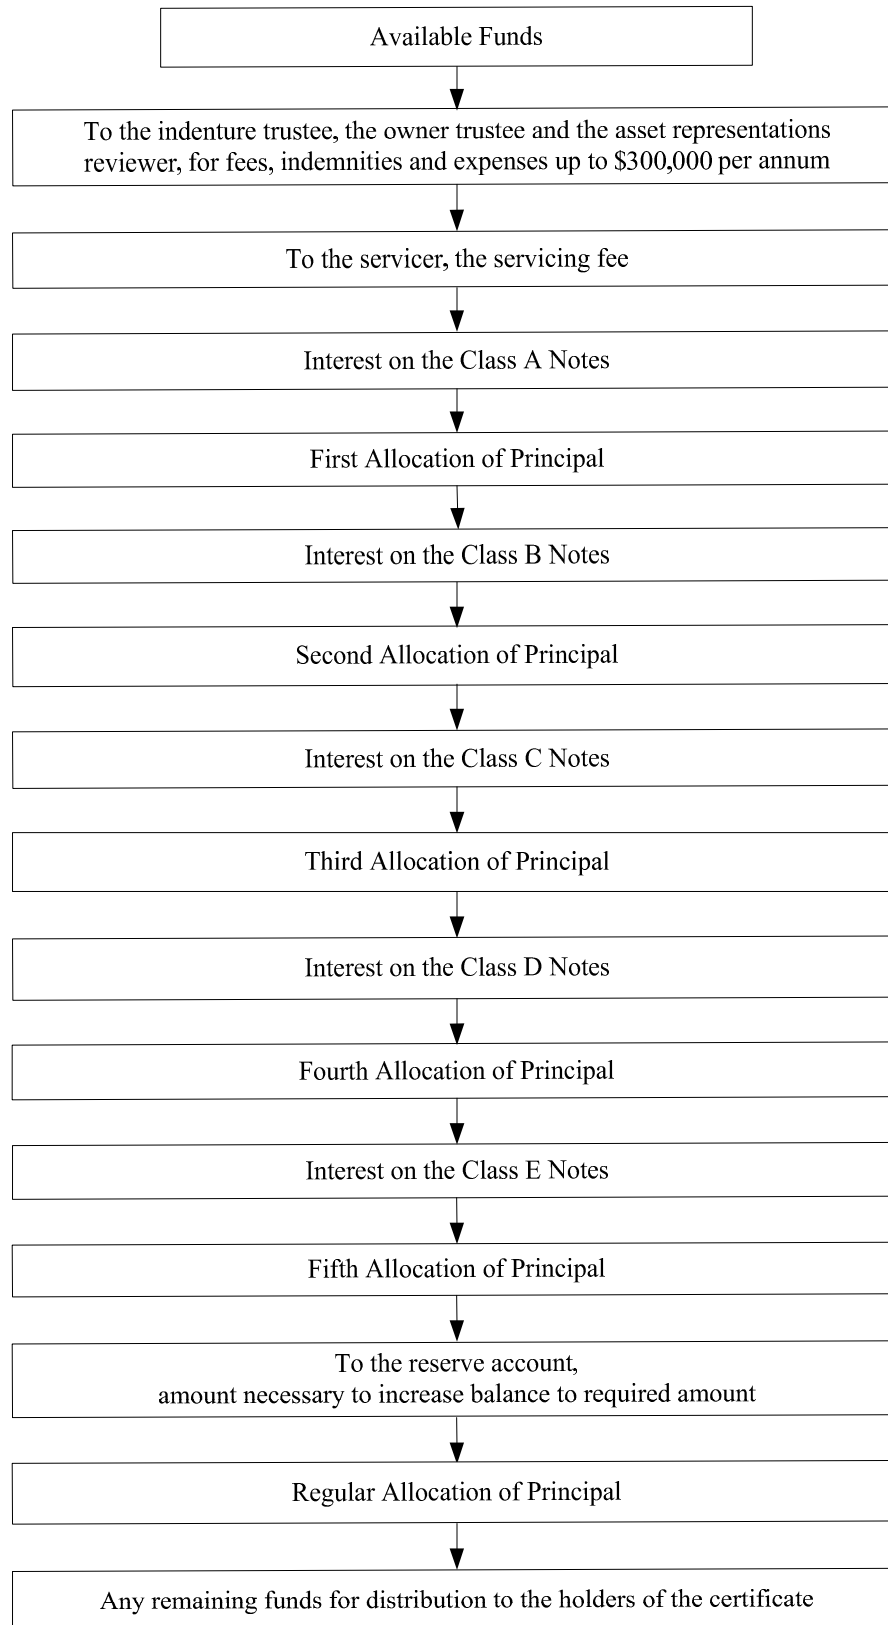 Available Funds
To the indenture trustee, the owner trustee and the asset representations
reviewer, for fees, indemnities and expenses up to $300,000 per annum
To the servicer, the servicing fee
Interest on the Class A Notes
First Allocation of Principal
Interest on the Class B Notes
Second Allocation of Principal
Interest on the Class C Notes
Third Allocation of Principal
Interest on the Class D Notes
Fourth Allocation of Principal
Interest on the Class E Notes
Fifth Allocation of Principal
To the reserve account,
amount necessary to increase balance to required amount
Regular Allocation of Principal
Any remaining funds for distribution to the holders of the certificate